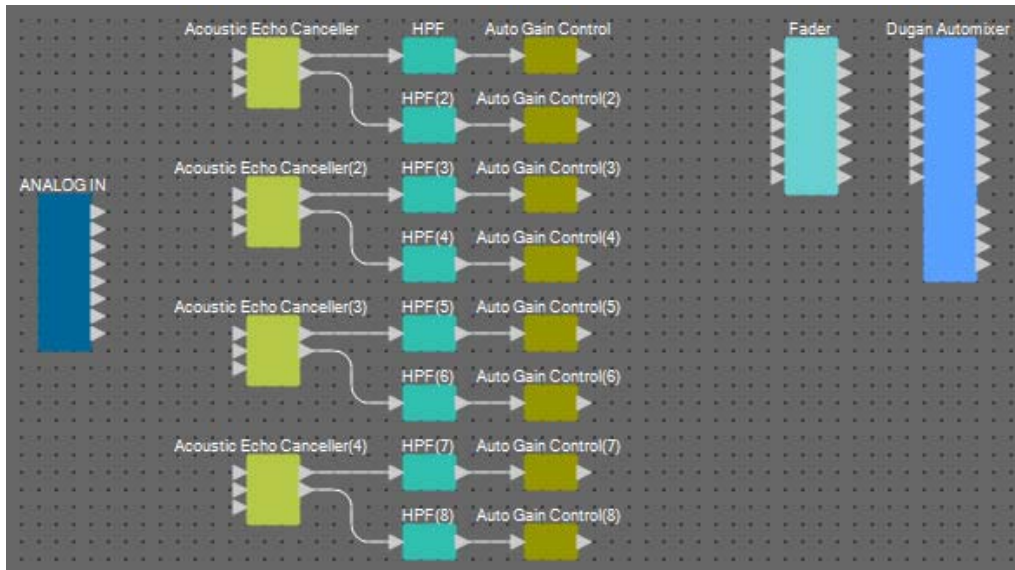 Acoustic Echo Canceller HPF Auto Gain Control Fader Dugan Automixer
HPF(2) Auto Gain Control(2)
Acoustic Echo Canceller(2) HPF(3) Auto Gain Control(3)
ANALOG IN
HPF(4) Auto Gain Control(4)
Acoustic Echo Canceller(3) HPF(5) Auto Gain Control(5)
HPF(6) Auto Gain Control(6)
Acoustic Echo Canceller(4) HPF(7) Auto Gain Control(7)
HPF(8) Auto Gain Control(8)